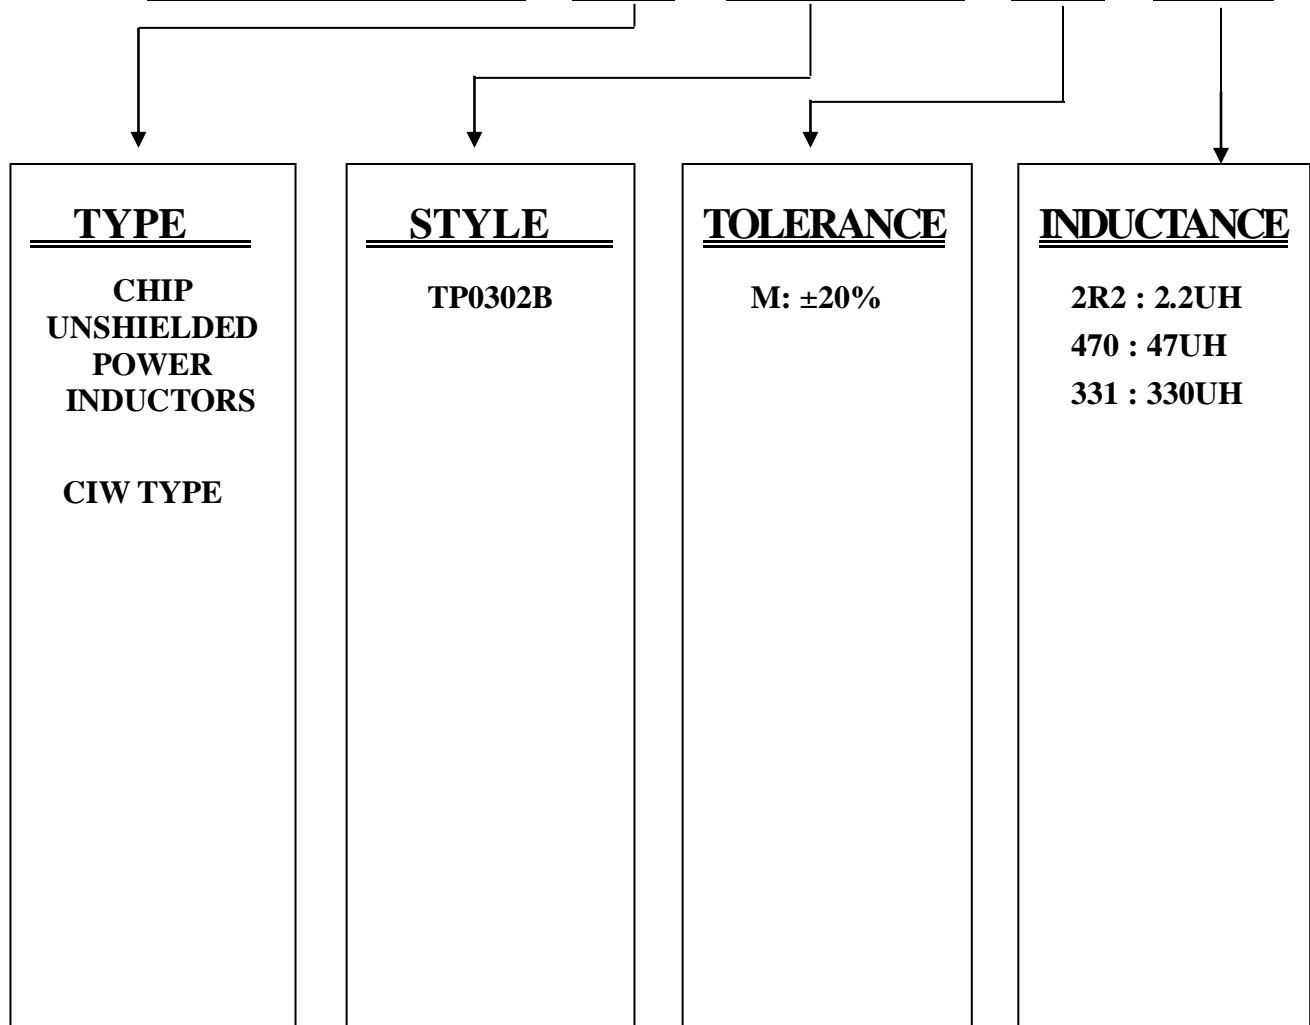 TYPE
CHIP
UNSHIELDED
POWER
INDUCTORS
CIW TYPE
STYLE
TP0302B
TOLERANCE
M: ±20%
INDUCTANCE
2R2 : 2.2UH
470 : 47UH
331 : 330UH